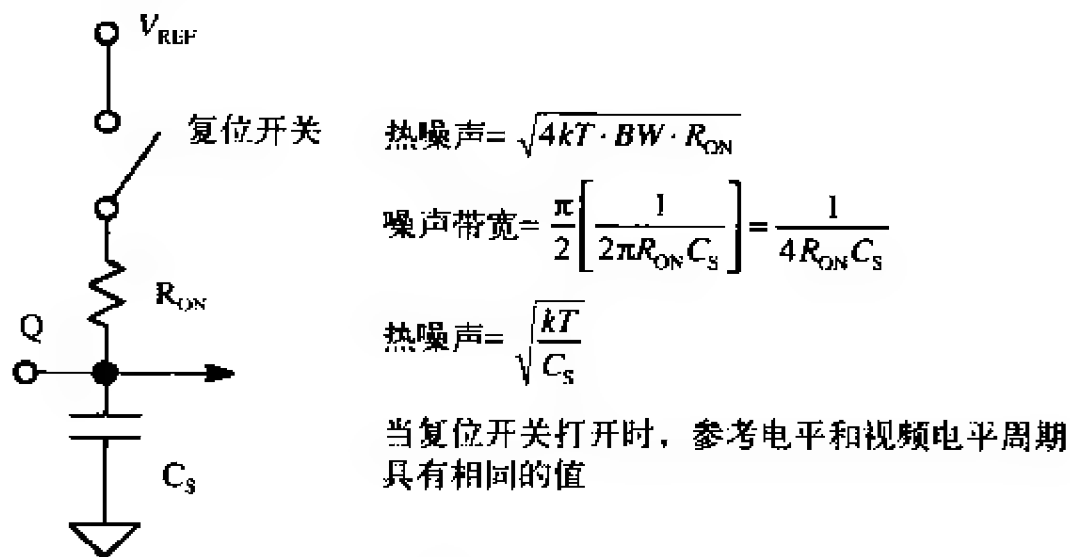 V_REF
复位开关
热噪声= √(4kT · BW · R_ON)
噪声带宽= π/2 [1/(2πR_ON C_S)] = 1/(4R_ON C_S)
R_ON
Q
热噪声= √(kT/C_S)
C_S
当复位开关打开时，参考电平和视频电平周期
具有相同的值